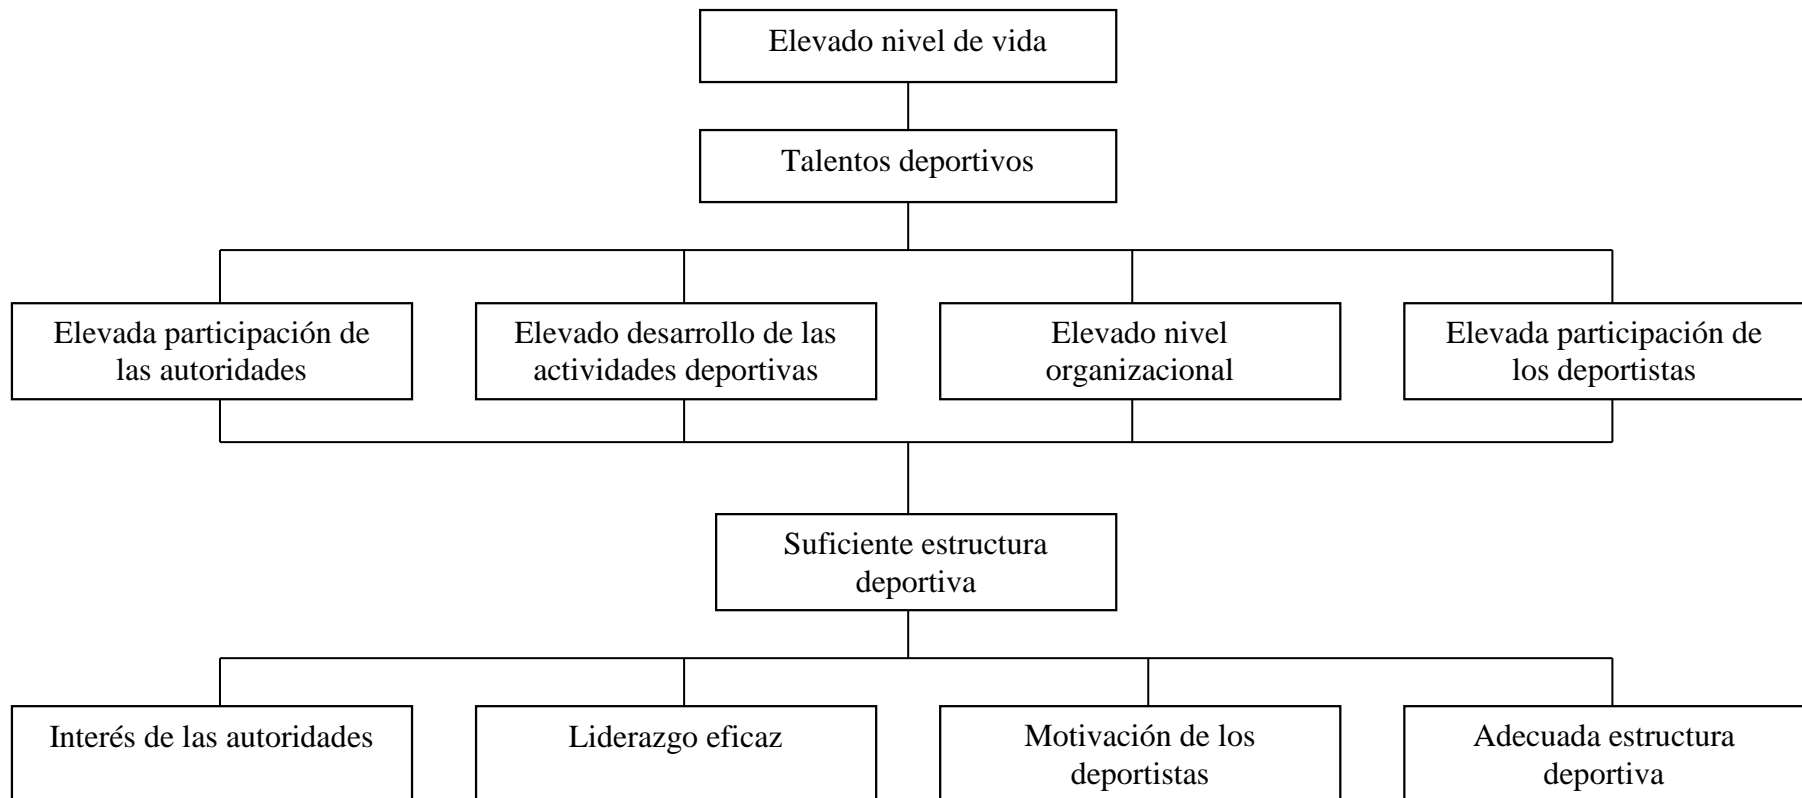 Elevado nivel de vida
Talentos deportivos
Elevada participación de
las autoridades
Elevado desarrollo de las
actividades deportivas
Elevado nivel
organizacional
Elevada participación de
los deportistas
Suficiente estructura
deportiva
Interés de las autoridades
Liderazgo eficaz
Motivación de los
deportistas
Adecuada estructura
deportiva